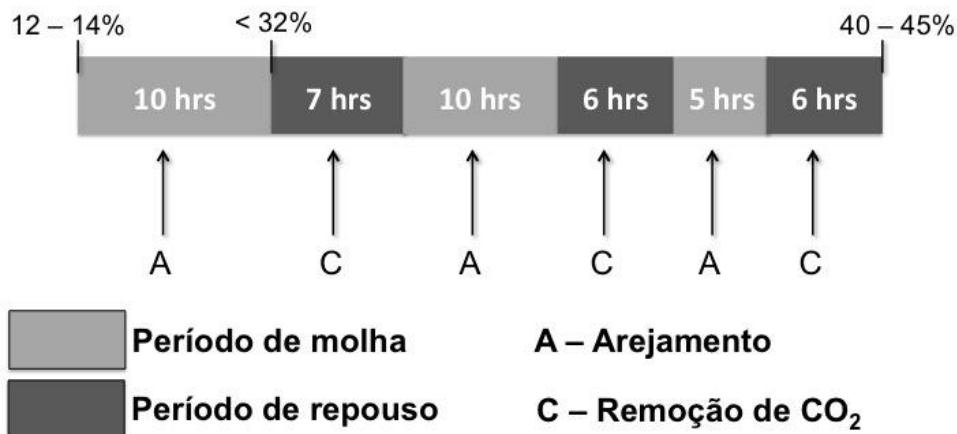 12 – 14% < 32% 40 – 45%
10 hrs 7 hrs 10 hrs 6 hrs 5 hrs 6 hrs
A C A C A C
Período de molha A – Arejamento
Período de repouso C – Remoção de CO₂